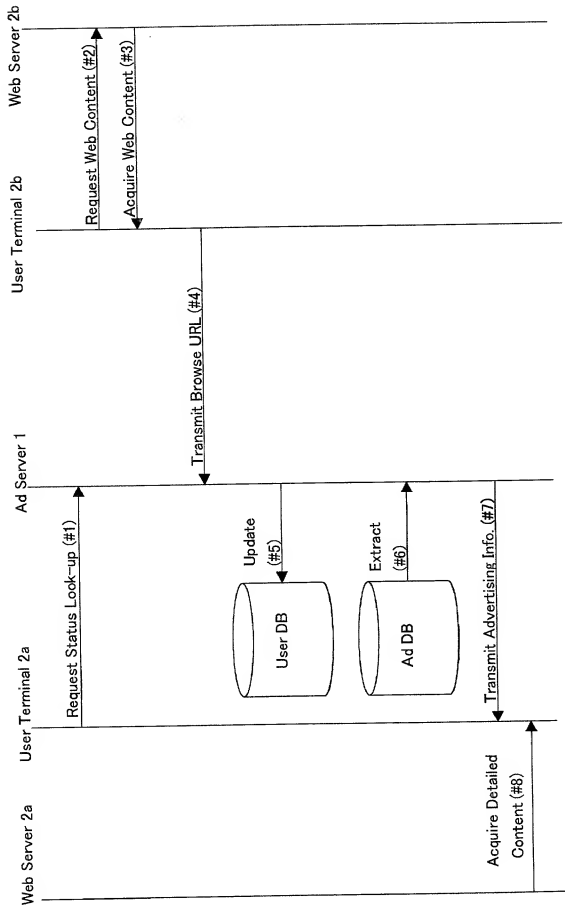 Web Server 2a
User Terminal 2a
Ad Server 1
User Terminal 2b
Web Server 2b
Request Status Look-up (#1)
Request Web Content (#2)
Acquire Web Content (#3)
Transmit Browse URL (#4)
Update
(#5)
User DB
Extract
(#6)
Ad DB
Transmit Advertising Info. (#7)
Acquire Detailed
Content (#8)